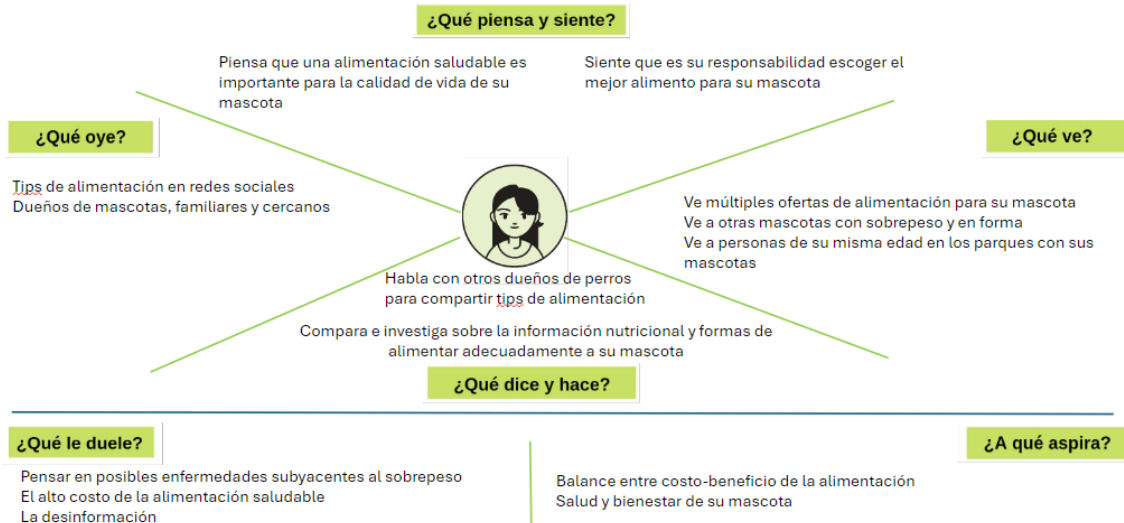 ¿Qué piensa y siente?
Piensa que una alimentación saludable es
importante para la calidad de vida de su
mascota
Siente que es su responsabilidad escoger el
mejor alimento para su mascota
¿Qué oye?
Tips de alimentación en redes sociales
Dueños de mascotas, familiares y cercanos
¿Qué ve?
Ve múltiples ofertas de alimentación para su mascota
Ve a otras mascotas con sobrepeso y en forma
Ve a personas de su misma edad en los parques con sus
mascotas
Habla con otros dueños de perros
para compartir tips de alimentación
Compara e investiga sobre la información nutricional y formas de
alimentar adecuadamente a su mascota
¿Qué dice y hace?
¿Qué le duele?
Pensar en posibles enfermedades subyacentes al sobrepeso
El alto costo de la alimentación saludable
La desinformación
¿A qué aspira?
Balance entre costo-beneficio de la alimentación
Salud y bienestar de su mascota